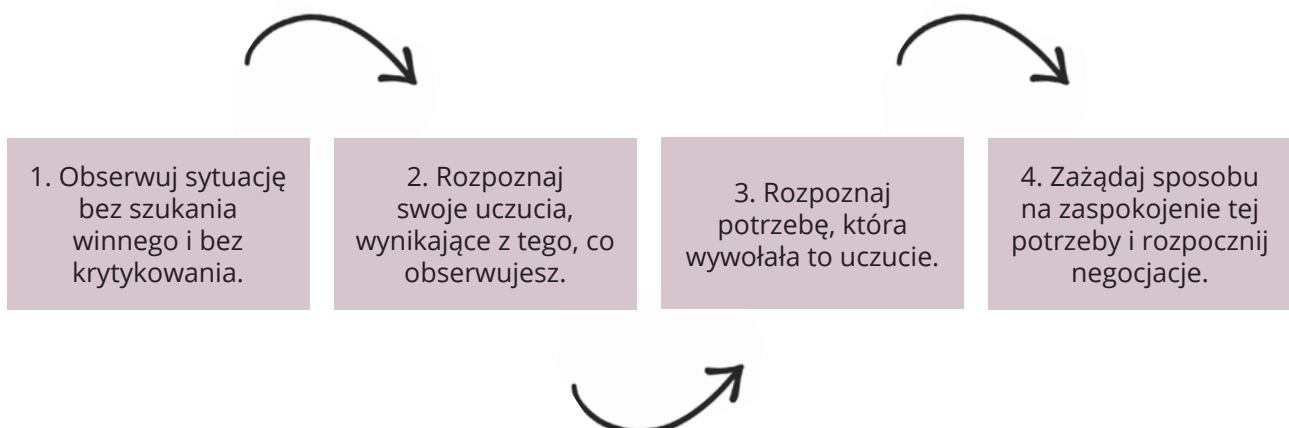 1. Obserwuj sytuację
bez szukania
winnego i bez
krytykowania.
2. Rozpoznaj
swoje uczucia,
wynikające z tego, co
obserwujesz.
3. Rozpoznaj
potrzebę, która
wywołała to uczucie.
4. Zażądaj sposobu
na zaspokojenie tej
potrzeby i rozpocznij
negocjacje.